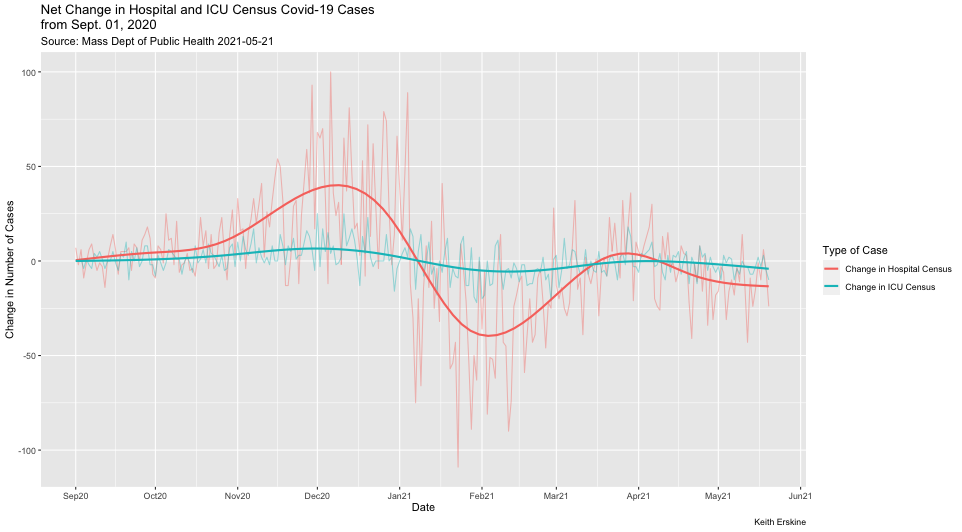 Net Change in Hospital and ICU Census Covid-19 Cases
from Sept. 01, 2020
Source: Mass Dept of Public Health 2021-05-21
Change in Number of Cases
100
50
0
-50
-100
Sep20 Oct20 Nov20 Dec20 Jan21 Feb21 Mar21 Apr21 May21 Jun21
Date
Type of Case
Change in Hospital Census
Change in ICU Census
Keith Erskine